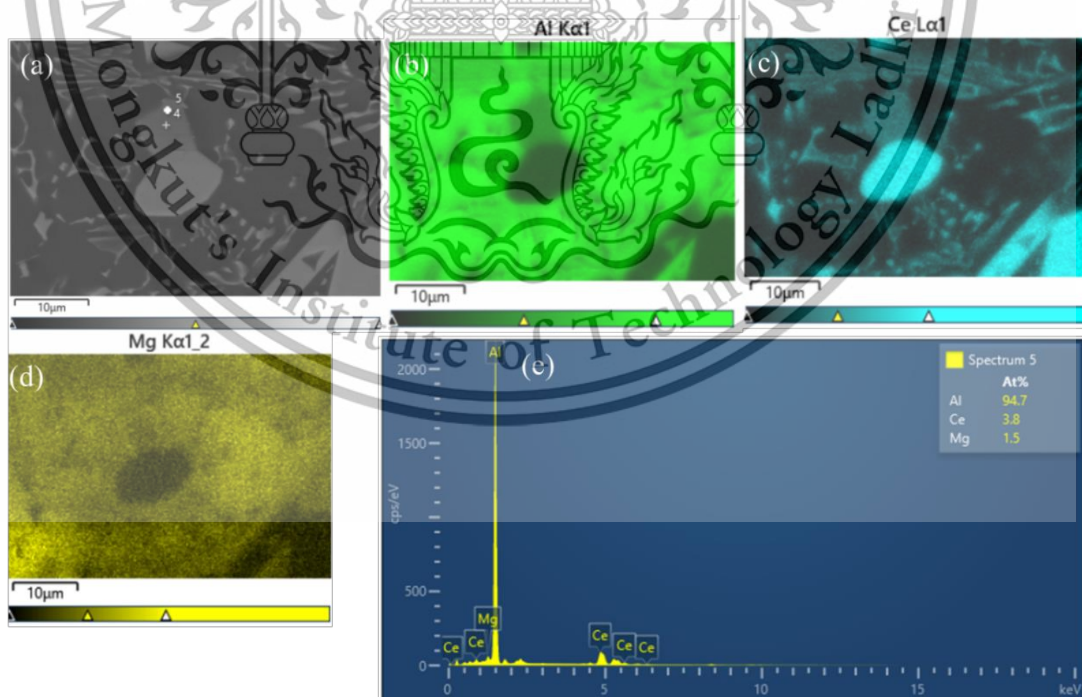 Al Kα1
Ce Lα1
(a)
(b)
(c)
5
4
10μm
10μm
10μm
Mg Kα1_2
(d)
10μm
(e)
Spectrum 5
At%
Al 94.7
Ce 3.8
Mg 1.5
2000
1500
500
0
cps/eV
Al
Mg
Ce
Ce
Ce
Ce
Ce
0
5
10
15
keV
Mongkut's Institute of Technology